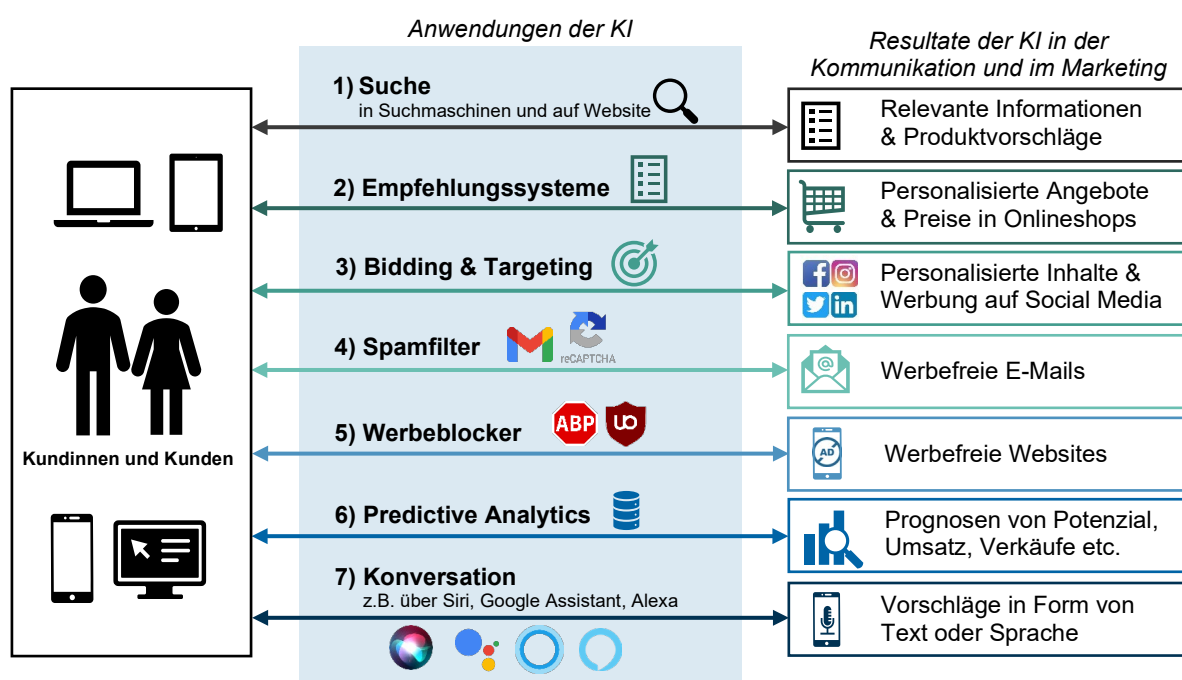 Anwendungen der KI
Resultate der KI in der
Kommunikation und im Marketing
1) Suche
in Suchmaschinen und auf Website
Relevante Informationen
& Produktvorschläge
2) Empfehlungssysteme
Personalisierte Angebote
& Preise in Onlineshops
3) Bidding & Targeting
Personalisierte Inhalte &
Werbung auf Social Media
4) Spamfilter
reCAPTCHA
@
Werbefreie E-Mails
5) Werbeblocker
ABP
UO
AD
Werbefreie Websites
Kundinnen und Kunden
6) Predictive Analytics
Prognosen von Potenzial,
Umsatz, Verkäufe etc.
7) Konversation
z.B. über Siri, Google Assistant, Alexa
Vorschläge in Form von
Text oder Sprache